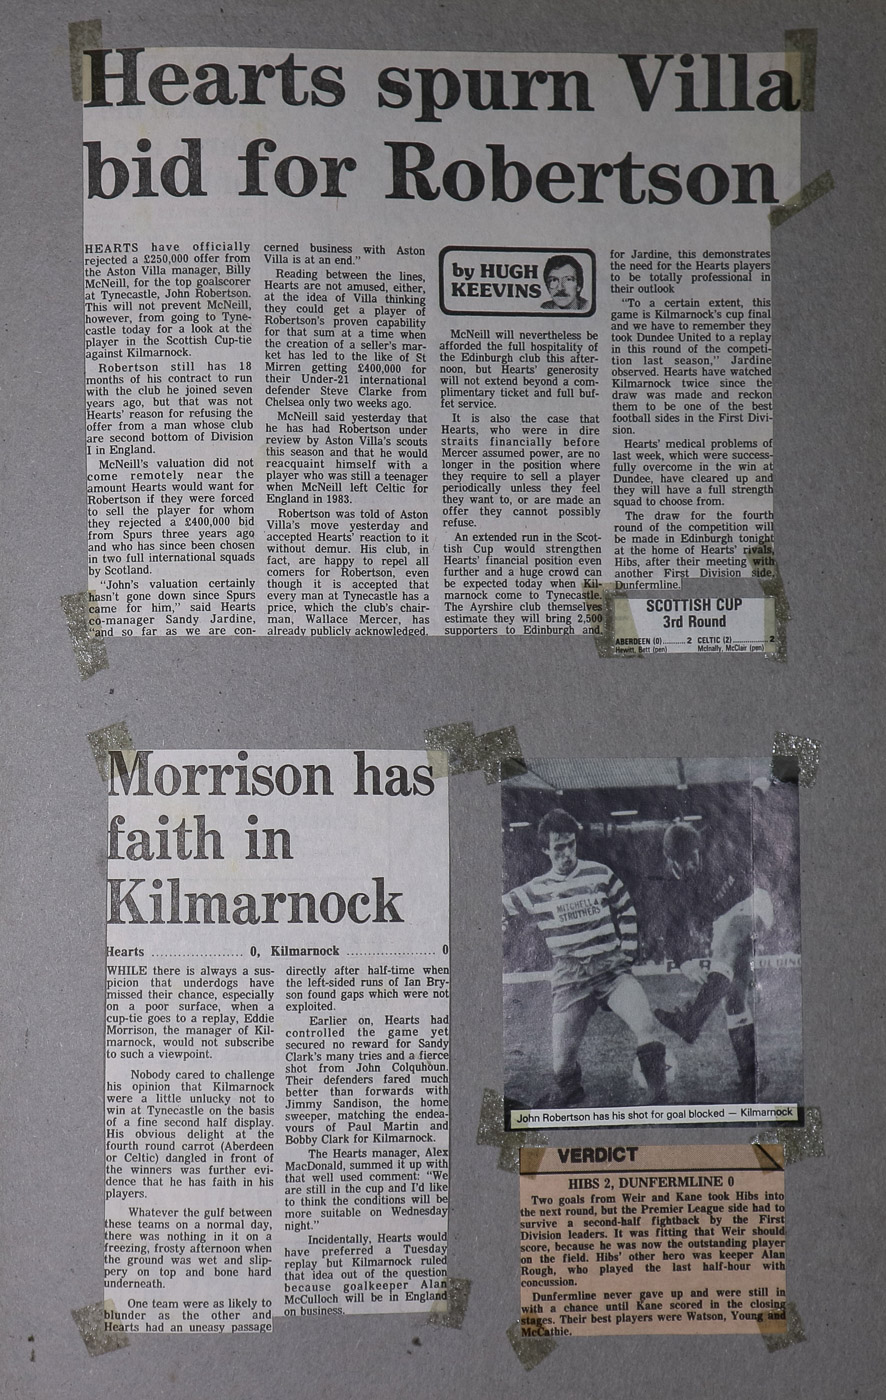 Hearts spurn Villa
bid for Robertson
HEARTS have officially
rejected a £250,000 offer from
the Aston Villa manager, Billy
McNeill, for the top goalscorer
at Tynecastle, John Robertson.
This will not prevent McNeill,
however, from going to Tyne-
castle today for a look at the
player in the Scottish Cup-tie
against Kilmarnock.
Robertson still has 18
months of his contract to run
with the club he joined seven
years ago, but that was not
Hearts' reason for refusing the
offer from a man whose club
are second bottom of Division
I in England.
McNeill's valuation did not
come remotely near the
amount Hearts would want for
Robertson if they were forced
to sell the player for whom
they rejected a £400,000 bid
from Spurs three years ago
and who has since been chosen
in two full international squads
by Scotland.
"John's valuation certainly
hasn't gone down since Spurs
came for him," said Hearts
co-manager Sandy Jardine,
"and so far as we are con-
cerned business with Aston
Villa is at an end."
Reading between the lines,
Hearts are not amused, either,
at the idea of Villa thinking
they could get a player of
Robertson's proven capability
for that sum at a time when
the creation of a seller's mar-
ket has led to the like of St
Mirren getting £400,000 for
their Under-21 international
defender Steve Clarke from
Chelsea only two weeks ago.
McNeill said yesterday that
he has had Robertson under
review by Aston Villa's scouts
this season and that he would
reacquaint himself with a
player who was still a teenager
when McNeill left Celtic for
England in 1983.
Robertson was told of Aston
Villa's move yesterday and
accepted Hearts' reaction to it
without demur. His club, in
fact, are happy to repel all
comers for Robertson, even
though it is accepted that
every man at Tynecastle has a
price, which the club's chair-
man, Wallace Mercer, has
already publicly acknowledged.
by HUGH
KEEVINS
McNeill will nevertheless be
afforded the full hospitality of
the Edinburgh club this after-
noon, but Hearts' generosity
will not extend beyond a com-
plimentary ticket and full buf-
fet service.
It is also the case that
Hearts, who were in dire
straits financially before
Mercer assumed power, are no
longer in the position where
they require to sell a player
periodically unless they feel
they want to, or are made an
offer they cannot possibly
refuse.
An extended run in the Scot-
tish Cup would strengthen
Hearts' financial position even
further and a huge crowd can
be expected today when Kil-
marnock come to Tynecastle.
The Ayrshire club themselves
estimate they will bring 2,500
supporters to Edinburgh and,
for Jardine, this demonstrates
the need for the Hearts players
to be totally professional in
their outlook
"To a certain extent, this
game is Kilmarnock's cup final
and we have to remember they
took Dundee United to a replay
in this round of the competi-
tion last season," Jardine
observed. Hearts have watched
Kilmarnock twice since the
draw was made and reckon
them to be one of the best
football sides in the First Divi-
sion.
Hearts' medical problems of
last week, which were success-
fully overcome in the win at
Dundee, have cleared up and
they will have a full strength
squad to choose from.
The draw for the fourth
round of the competition will
be made in Edinburgh tonight
at the home of Hearts' rivals,
Hibs, after their meeting with
another First Division side,
Dunfermline.
SCOTTISH CUP
3rd Round
ABERDEEN (0)..........2 CELTIC (2)..............2
Hewitt, Bett (pen) McInally, McClair (pen)
Morrison has
faith in
Kilmarnock
Hearts ..................... 0, Kilmarnock ..................... 0
WHILE there is always a sus-
picion that underdogs have
missed their chance, especially
on a poor surface, when a
cup-tie goes to a replay, Eddie
Morrison, the manager of Kil-
marnock, would not subscribe
to such a viewpoint.
Nobody cared to challenge
his opinion that Kilmarnock
were a little unlucky not to
win at Tynecastle on the basis
of a fine second half display.
His obvious delight at the
fourth round carrot (Aberdeen
or Celtic) dangled in front of
the winners was further evi-
dence that he has faith in his
players.
Whatever the gulf between
these teams on a normal day,
there was nothing in it on a
freezing, frosty afternoon when
the ground was wet and slip-
pery on top and bone hard
underneath.
One team were as likely to
blunder as the other and
Hearts had an uneasy passage
directly after half-time when
the left-sided runs of Ian Bry-
son found gaps which were not
exploited.
Earlier on, Hearts had
controlled the game yet
secured no reward for Sandy
Clark's many tries and a fierce
shot from John Colquhoun.
Their defenders fared much
better than forwards with
Jimmy Sandison, the home
sweeper, matching the endea-
vours of Paul Martin and
Bobby Clark for Kilmarnock.
The Hearts manager, Alex
MacDonald, summed it up with
that well used comment: "We
are still in the cup and I'd like
to think the conditions will be
more suitable on Wednesday
night."
Incidentally, Hearts would
have preferred a Tuesday
replay but Kilmarnock ruled
that idea out of the question
because goalkeeper Alan
McCulloch will be in England
on business.
MITCHELL &
STRUTHERS
John Robertson has his shot for goal blocked — Kilmarnock
VERDICT
HIBS 2, DUNFERMLINE 0
Two goals from Weir and Kane took Hibs into
the next round, but the Premier League side had to
survive a second-half fightback by the First
Division leaders. It was fitting that Weir should
score, because he was now the outstanding player
on the field. Hibs' other hero was keeper Alan
Rough, who played the last half-hour with
concussion.
Dunfermline never gave up and were still in
with a chance until Kane scored in the closing
stages. Their best players were Watson, Young and
McCathie.